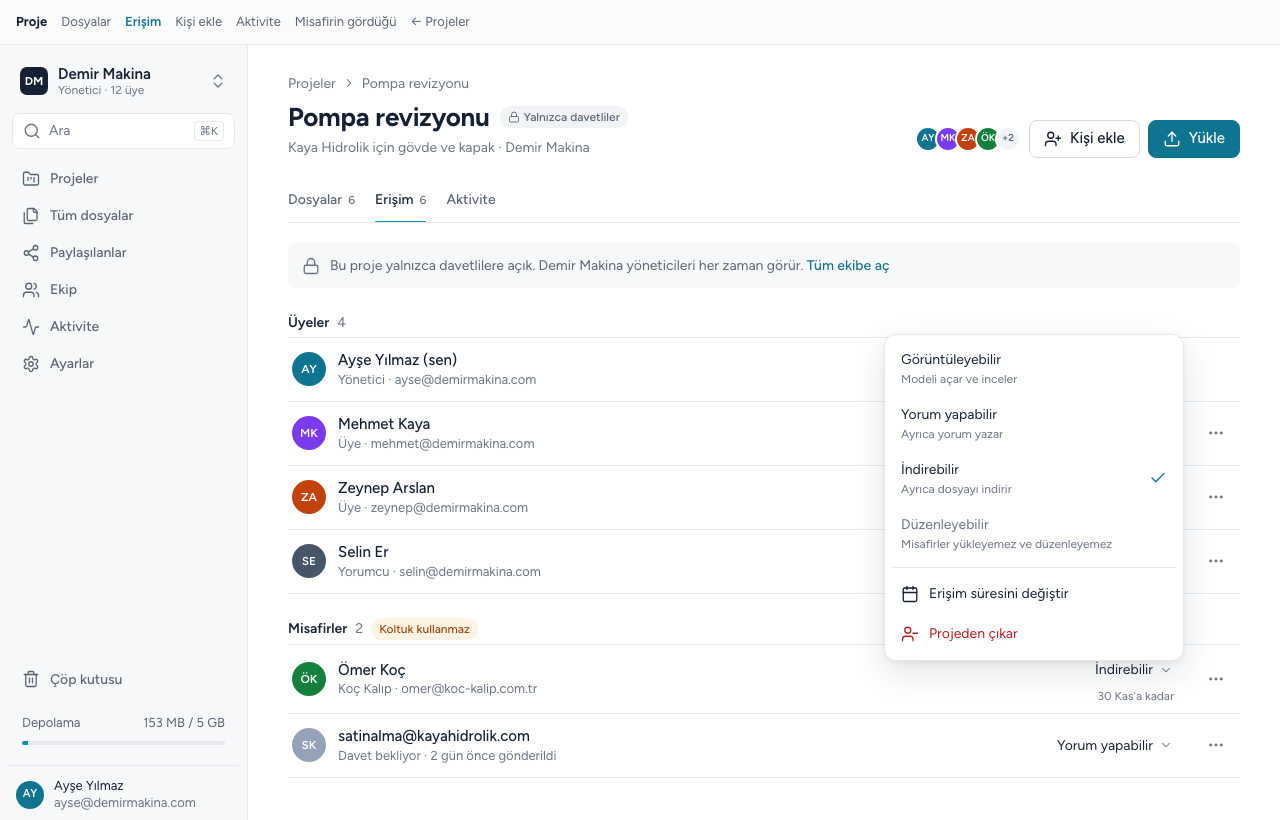 Proje Dosyalar Erişim Kişi ekle Aktivite Misafirin gördüğü ← Projeler
DM Demir Makina
Yönetici · 12 üye
Ara ⌘K
Projeler
Tüm dosyalar
Paylaşılanlar
Ekip
Aktivite
Ayarlar
Çöp kutusu
Depolama 153 MB / 5 GB
AY Ayşe Yılmaz
ayse@demirmakina.com
Projeler > Pompa revizyonu
Pompa revizyonu Yalnızca davetliler
Kaya Hidrolik için gövde ve kapak · Demir Makina
AY MK ZA ÖK +2 Kişi ekle Yükle
Dosyalar 6 Erişim 6 Aktivite
Bu proje yalnızca davetlilere açık. Demir Makina yöneticileri her zaman görür. Tüm ekibe aç
Üyeler 4
AY Ayşe Yılmaz (sen)
Yönetici · ayse@demirmakina.com
MK Mehmet Kaya
Üye · mehmet@demirmakina.com
ZA Zeynep Arslan
Üye · zeynep@demirmakina.com
SE Selin Er
Yorumcu · selin@demirmakina.com
Görüntüleyebilir
Modeli açar ve inceler
Yorum yapabilir
Ayrıca yorum yazar
İndirebilir
Ayrıca dosyayı indirir
Düzenleyebilir
Misafirler yükleyemez ve düzenleyemez
Erişim süresini değiştir
Projeden çıkar
Misafirler 2 Koltuk kullanmaz
ÖK Ömer Koç
Koç Kalıp · omer@koc-kalip.com.tr
İndirebilir
30 Kas'a kadar
SK satinalma@kayahidrolik.com
Davet bekliyor · 2 gün önce gönderildi
Yorum yapabilir